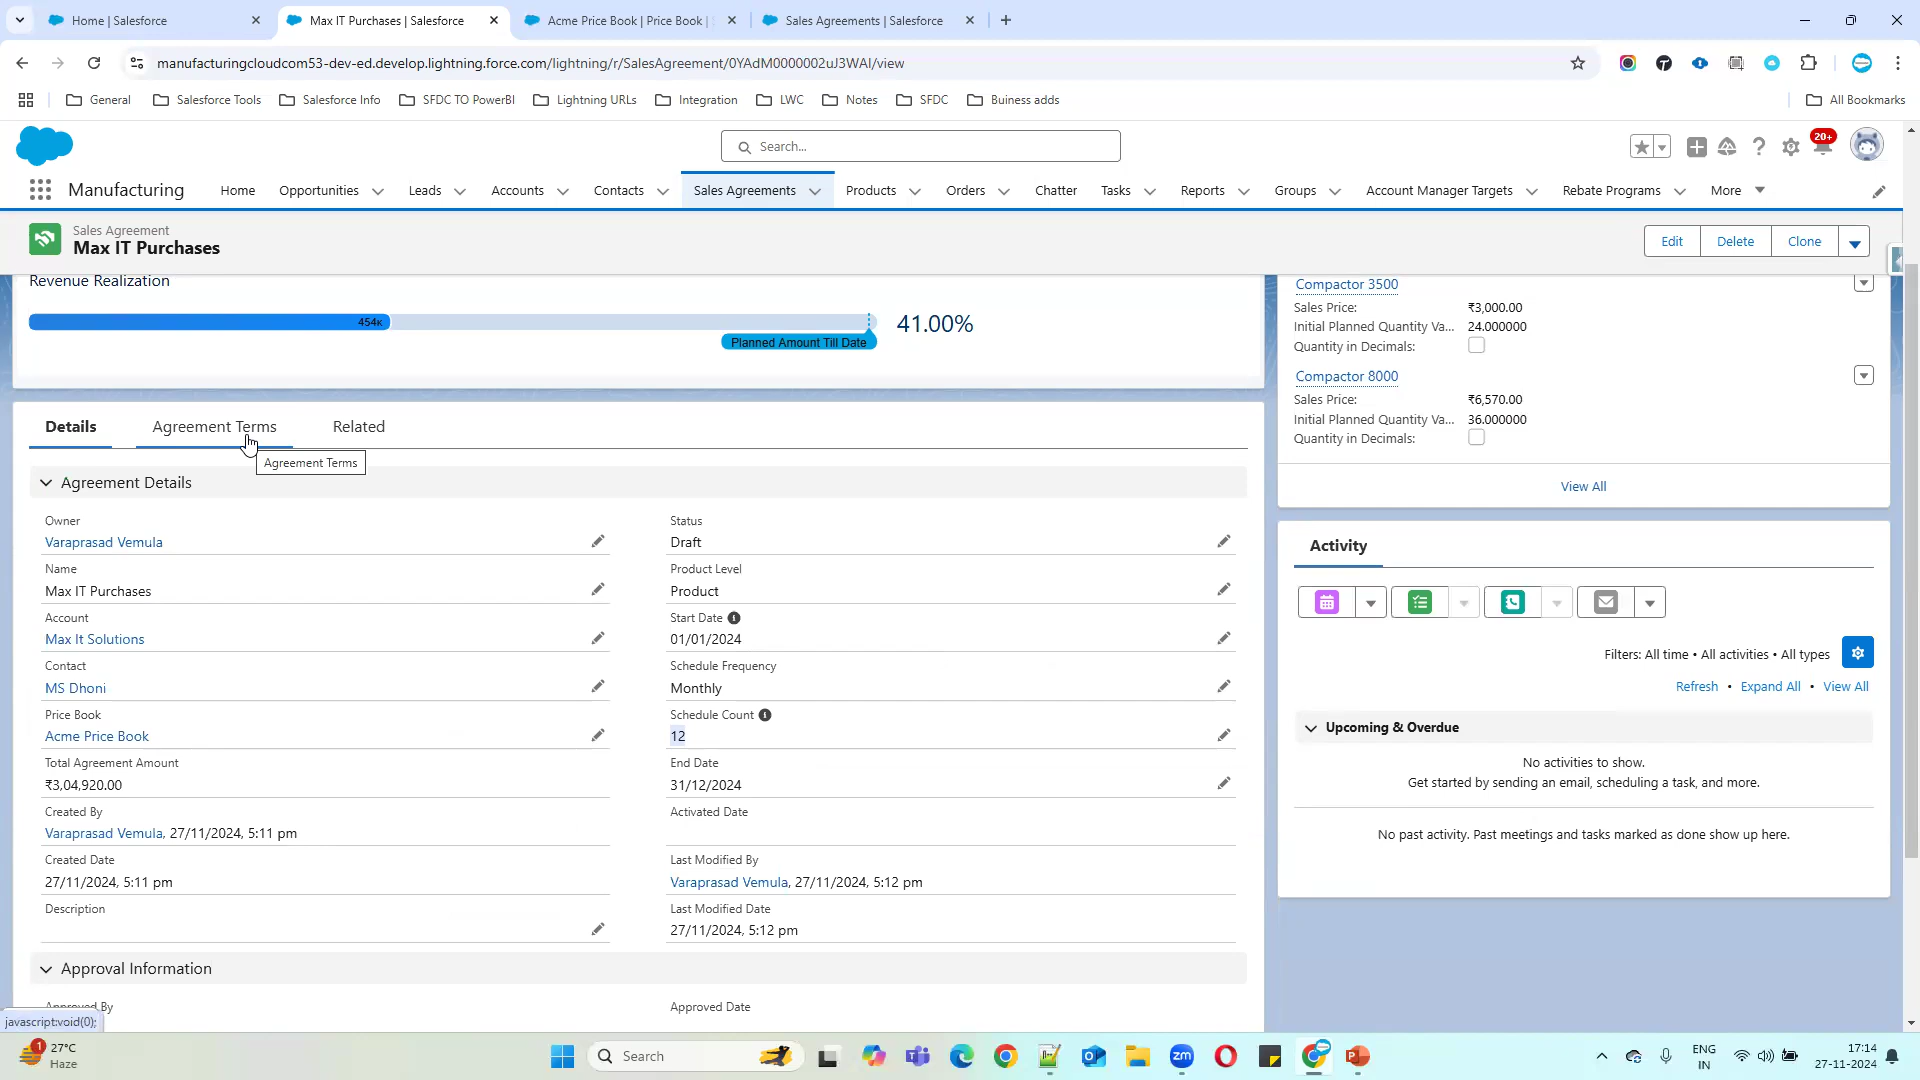 Home | Salesforce
Max IT Purchases | Salesforce
Acme Price Book | Price Book |
Sales Agreements | Salesforce
manufacturingcloudcom53-dev-ed.develop.lightning.force.com/lightning/r/SalesAgreement/0YAdM0000002uJ3WAI/view
General
Salesforce Tools
Salesforce Info
SFDC TO PowerBI
Lightning URLs
Integration
LWC
Notes
SFDC
Buiness adds
All Bookmarks
Search...
20+
Manufacturing
Home
Opportunities
Leads
Accounts
Contacts
Sales Agreements
Products
Orders
Chatter
Tasks
Reports
Groups
Account Manager Targets
Rebate Programs
More
Sales Agreement
Max IT Purchases
Edit
Delete
Clone
Revenue Realization
454K
41.00%
Planned Amount Till Date
Compactor 3500
Sales Price: ₹3,000.00
Initial Planned Quantity Va... 24.000000
Quantity in Decimals:
Compactor 8000
Sales Price: ₹6,570.00
Initial Planned Quantity Va... 36.000000
Quantity in Decimals:
View All
Details
Agreement Terms
Related
Agreement Terms
Agreement Details
Owner
Varaprasad Vemula
Status
Draft
Name
Max IT Purchases
Product Level
Product
Account
Max It Solutions
Start Date
01/01/2024
Contact
MS Dhoni
Schedule Frequency
Monthly
Price Book
Acme Price Book
Schedule Count
12
Total Agreement Amount
₹3,04,920.00
End Date
31/12/2024
Created By
Varaprasad Vemula, 27/11/2024, 5:11 pm
Activated Date
Created Date
27/11/2024, 5:11 pm
Last Modified By
Varaprasad Vemula, 27/11/2024, 5:12 pm
Description
Last Modified Date
27/11/2024, 5:12 pm
Approval Information
Approved By
Approved Date
Activity
Filters: All time • All activities • All types
Refresh • Expand All • View All
Upcoming & Overdue
No activities to show.
Get started by sending an email, scheduling a task, and more.
No past activity. Past meetings and tasks marked as done show up here.
javascript:void(0);
1
27°C
Haze
Search
zm
ENG
IN
17:14
27-11-2024